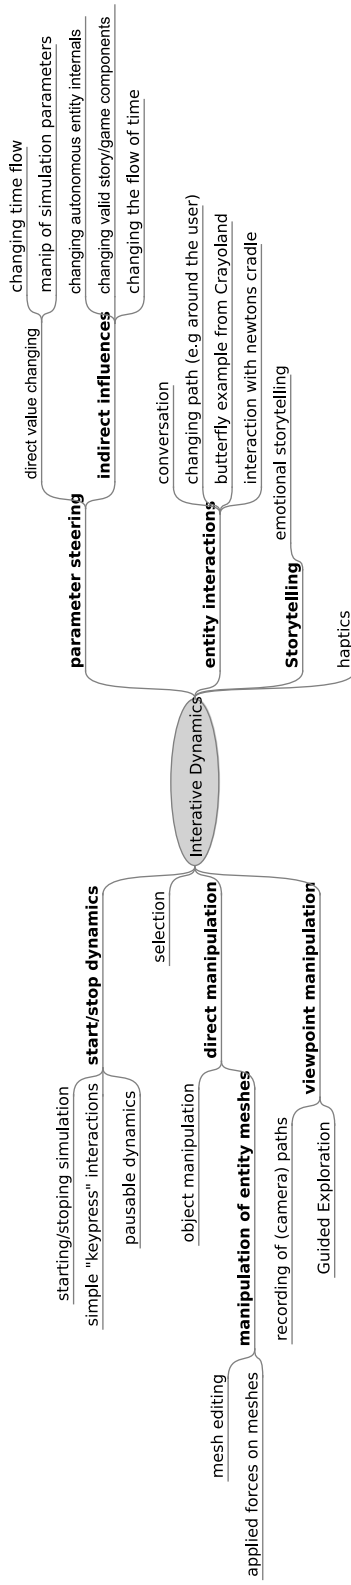 Interative Dynamics
start/stop dynamics
starting/stoping simulation
simple "keypress" interactions
pausable dynamics
selection
direct manipulation
object manipulation
manipulation of entity meshes
mesh editing
applied forces on meshes
viewpoint manipulation
recording of (camera) paths
Guided Exploration
parameter steering
direct value changing
changing time flow
manip of simulation parameters
indirect influences
changing autonomous entity internals
changing valid story/game components
changing the flow of time
entity interactions
conversation
changing path (e.g around the user)
butterfly example from Crayoland
interaction with newtons cradle
Storytelling
emotional storytelling
haptics